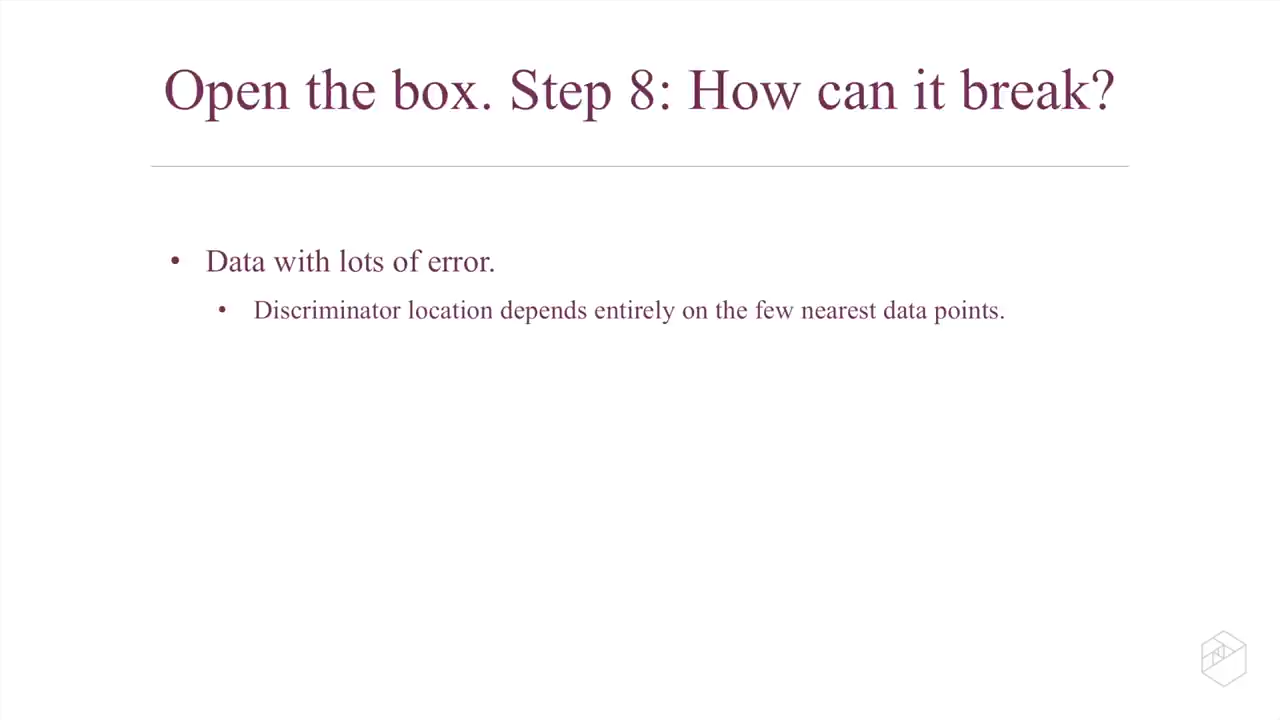 Open the box. Step 8: How can it break?
• Data with lots of error.
• Discriminator location depends entirely on the few nearest data points.